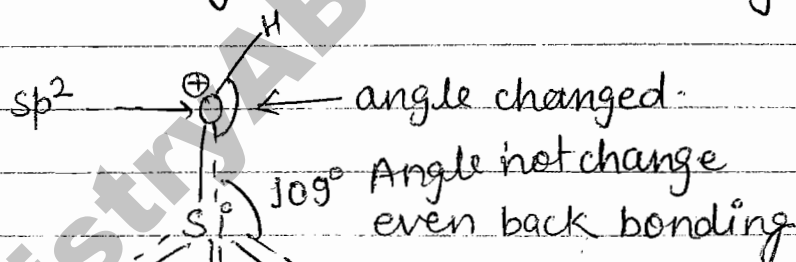 H
sp² ⊕ O angle changed.
109° Angle not change
Si even back bonding